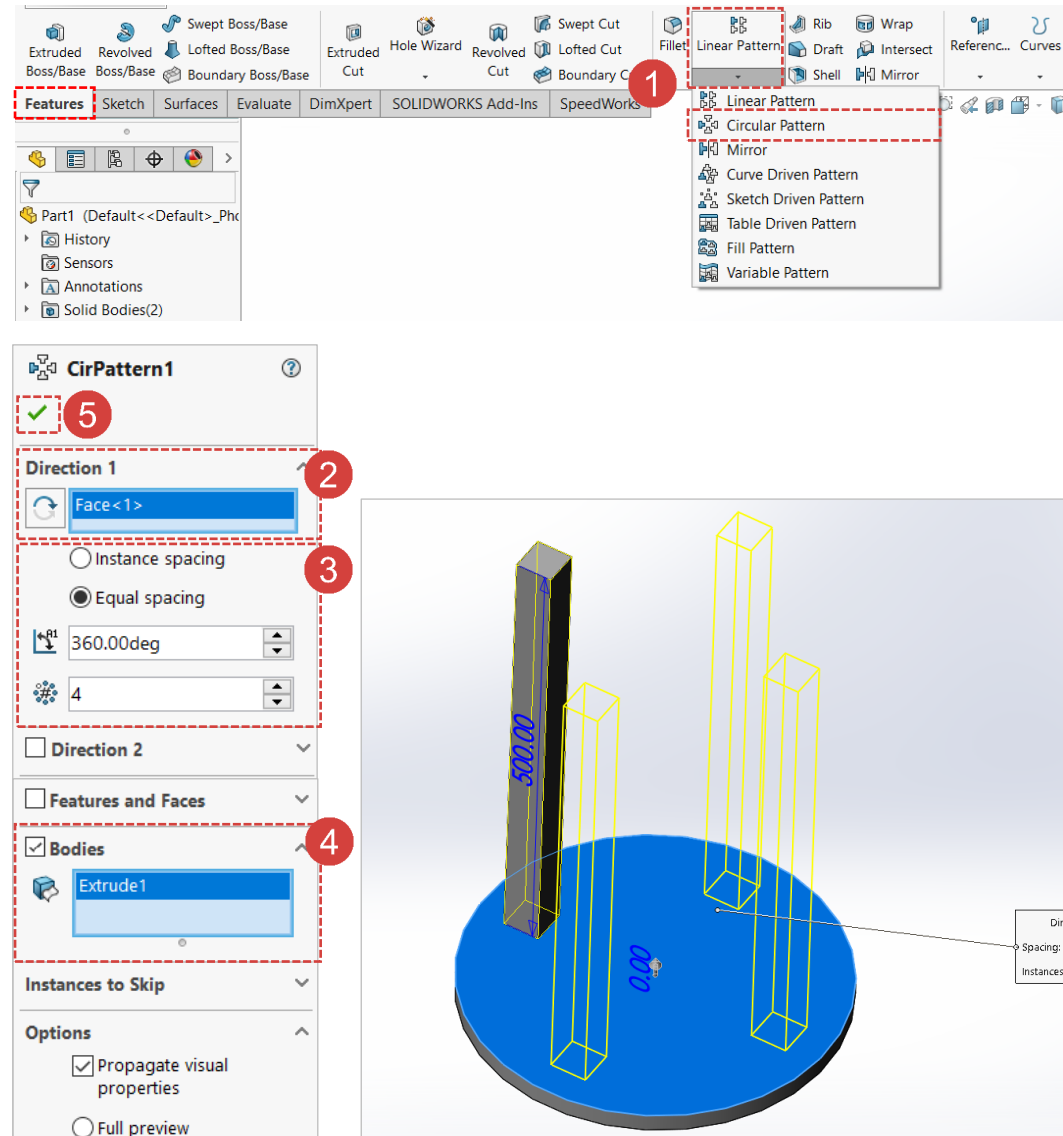 Swept Boss/Base
Swept Cut
Rib
Wrap
Extruded
Boss/Base
Revolved
Boss/Base
Lofted Boss/Base
Extruded
Cut
Hole Wizard
Revolved
Cut
Lofted Cut
Fillet
Linear Pattern
Draft
Intersect
Referenc...
Curves
Boundary Boss/Base
Boundary C
Shell
Mirror
1
Features
Sketch
Surfaces
Evaluate
DimXpert
SOLIDWORKS Add-Ins
SpeedWorks
Linear Pattern
Circular Pattern
Mirror
Curve Driven Pattern
Sketch Driven Pattern
Table Driven Pattern
Fill Pattern
Variable Pattern
Part1 (Default<<Default>_Pho
History
Sensors
Annotations
Solid Bodies(2)
CirPattern1
5
Direction 1
2
Face<1>
Instance spacing
3
Equal spacing
360.00deg
4
Direction 2
Features and Faces
Bodies
4
Extrude1
Instances to Skip
Options
Propagate visual
properties
Full preview
500.00
0.00
Dir
Spacing:
Instances